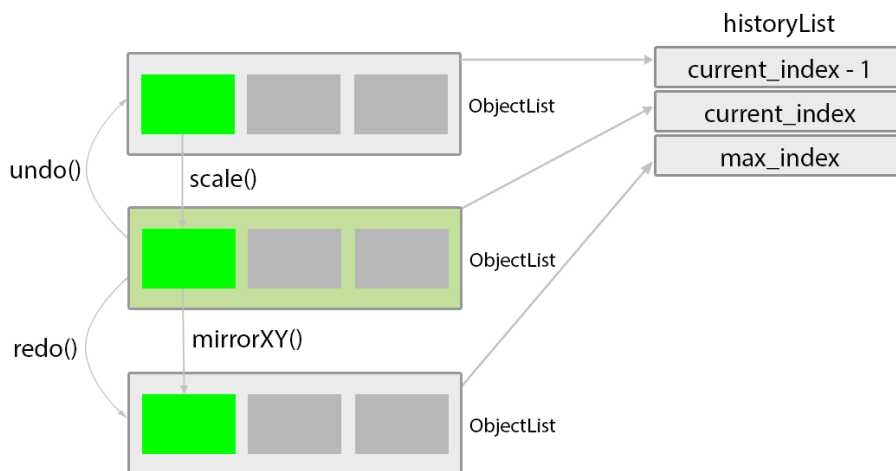 historyList
current_index - 1
ObjectList
current_index
max_index
undo()
scale()
ObjectList
redo()
mirrorXY()
ObjectList